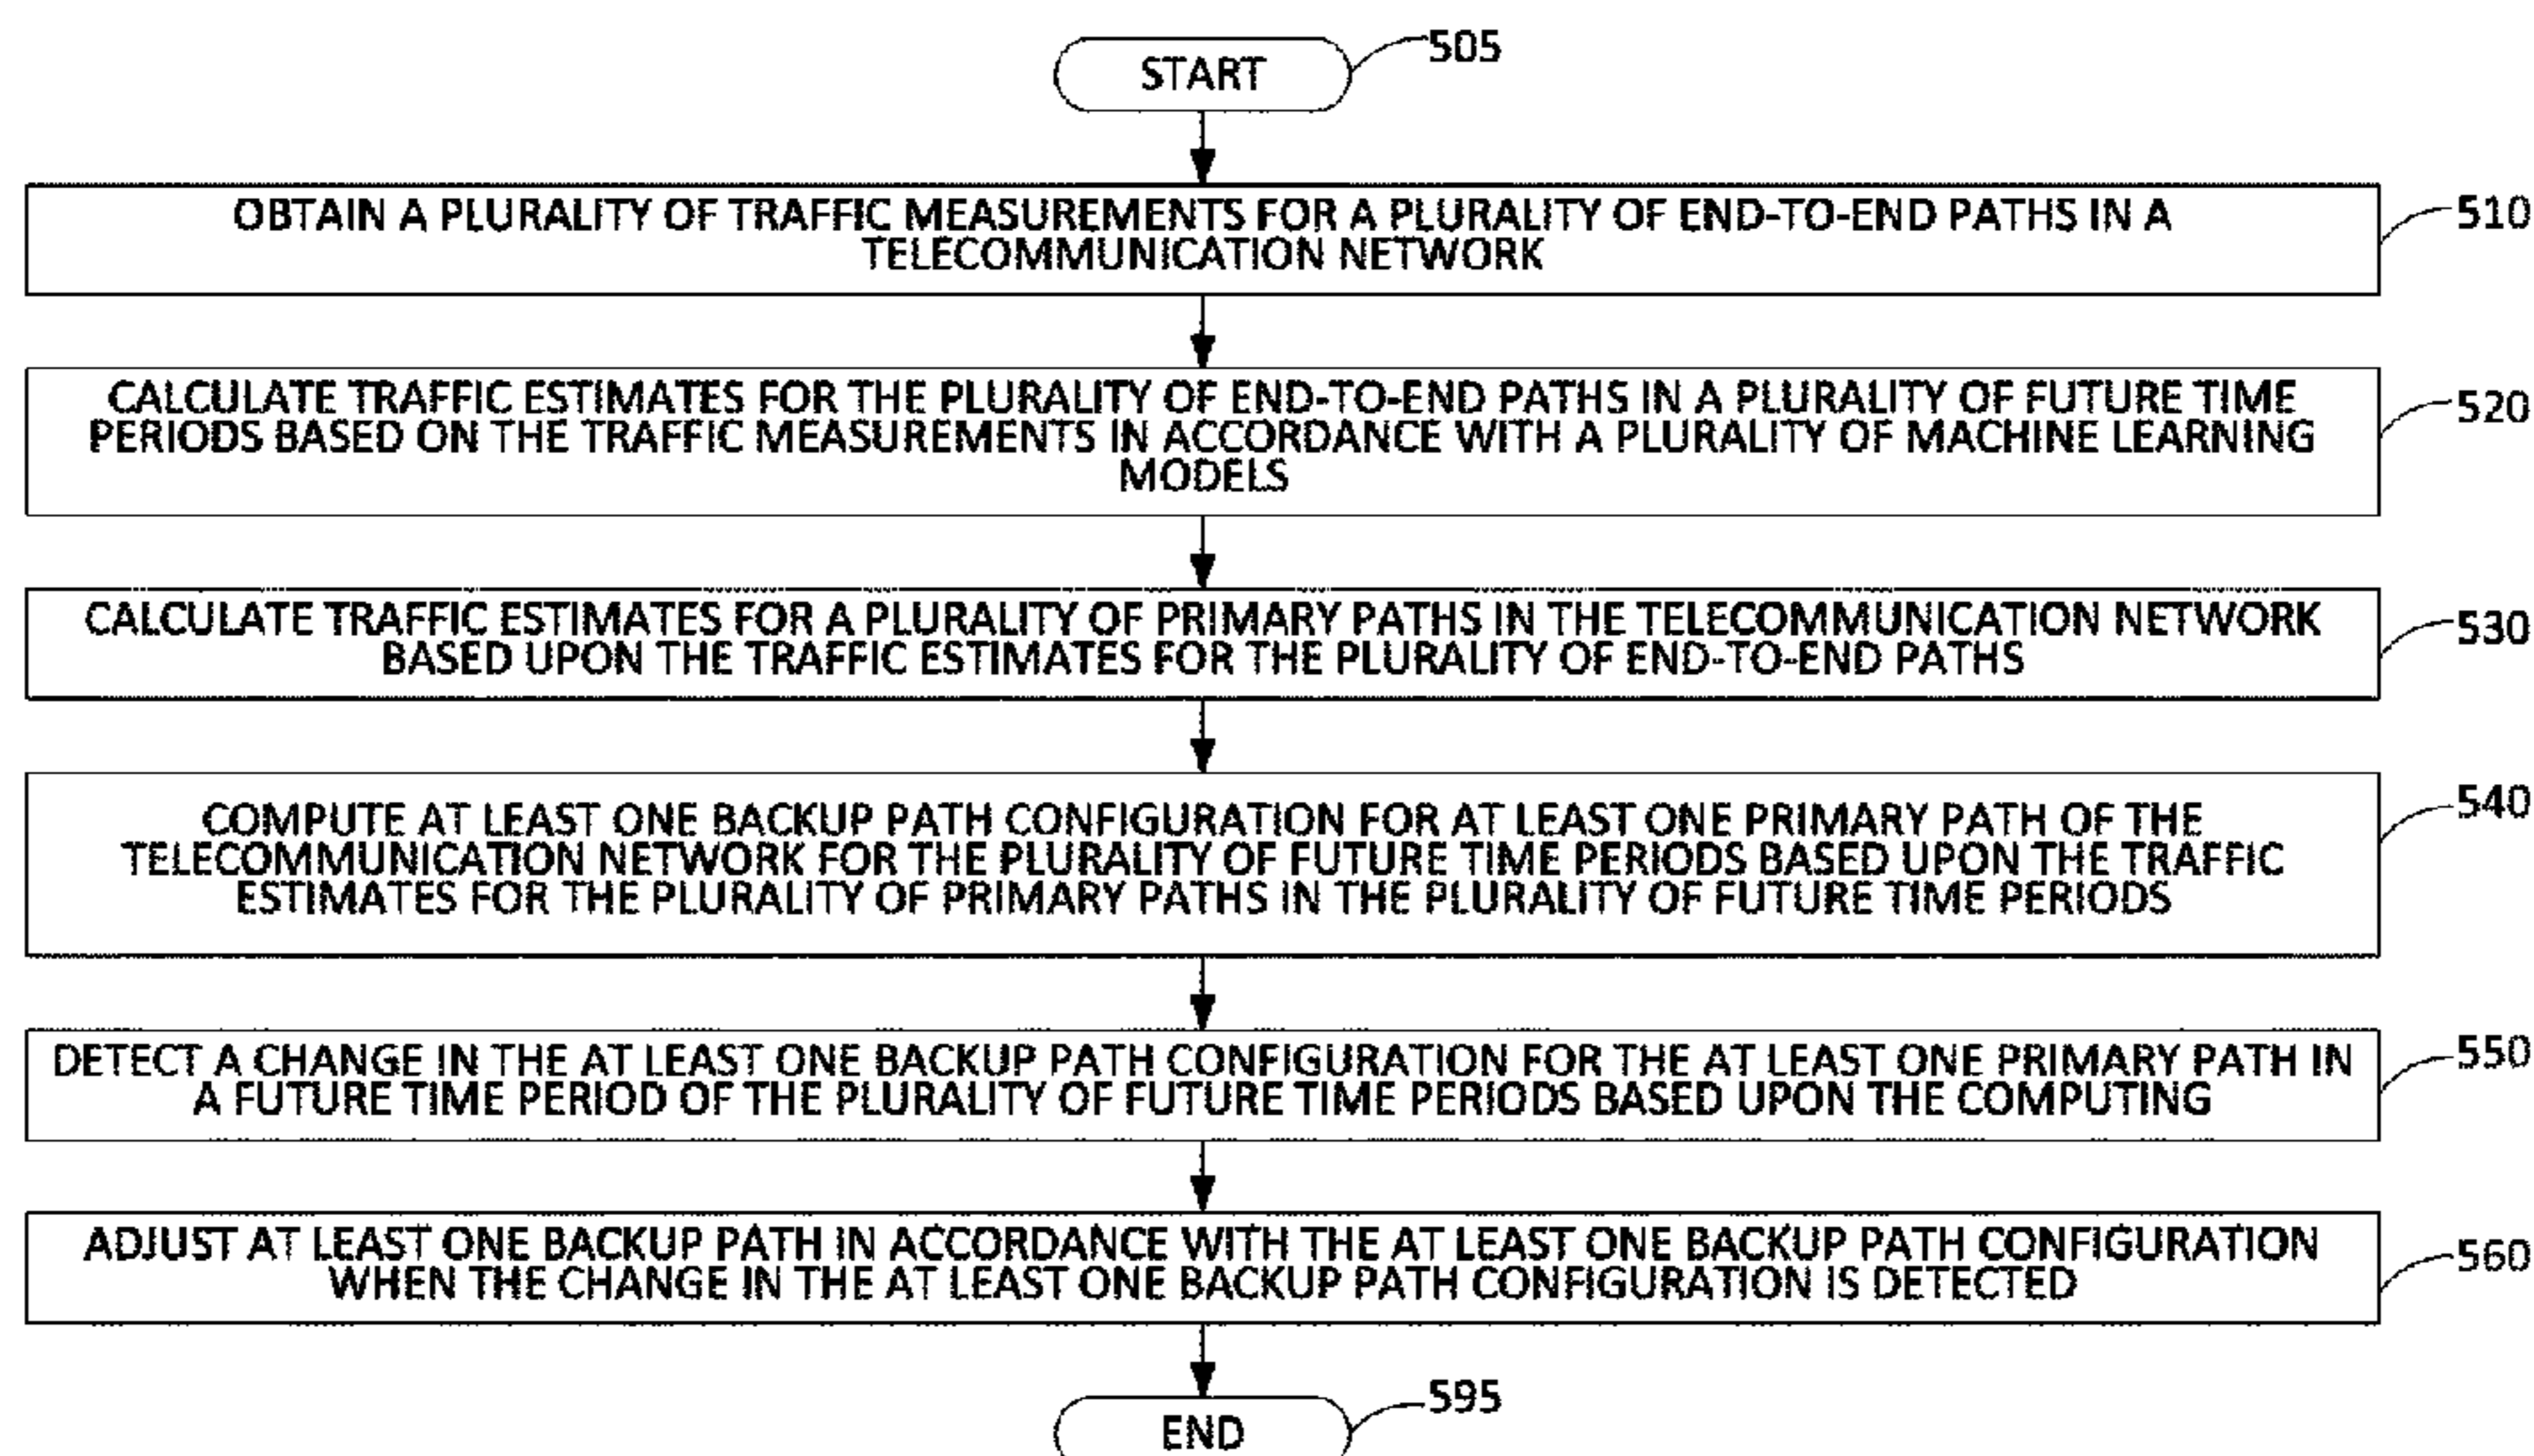 START
505
OBTAIN A PLURALITY OF TRAFFIC MEASUREMENTS FOR A PLURALITY OF END-TO-END PATHS IN A
TELECOMMUNICATION NETWORK
510
CALCULATE TRAFFIC ESTIMATES FOR THE PLURALITY OF END-TO-END PATHS IN A PLURALITY OF FUTURE TIME
PERIODS BASED ON THE TRAFFIC MEASUREMENTS IN ACCORDANCE WITH A PLURALITY OF MACHINE LEARNING
MODELS
520
CALCULATE TRAFFIC ESTIMATES FOR A PLURALITY OF PRIMARY PATHS IN THE TELECOMMUNICATION NETWORK
BASED UPON THE TRAFFIC ESTIMATES FOR THE PLURALITY OF END-TO-END PATHS
530
COMPUTE AT LEAST ONE BACKUP PATH CONFIGURATION FOR AT LEAST ONE PRIMARY PATH OF THE
TELECOMMUNICATION NETWORK FOR THE PLURALITY OF FUTURE TIME PERIODS BASED UPON THE TRAFFIC
ESTIMATES FOR THE PLURALITY OF PRIMARY PATHS IN THE PLURALITY OF FUTURE TIME PERIODS
540
DETECT A CHANGE IN THE AT LEAST ONE BACKUP PATH CONFIGURATION FOR THE AT LEAST ONE PRIMARY PATH IN
A FUTURE TIME PERIOD OF THE PLURALITY OF FUTURE TIME PERIODS BASED UPON THE COMPUTING
550
ADJUST AT LEAST ONE BACKUP PATH IN ACCORDANCE WITH THE AT LEAST ONE BACKUP PATH CONFIGURATION
WHEN THE CHANGE IN THE AT LEAST ONE BACKUP PATH CONFIGURATION IS DETECTED
560
END
595